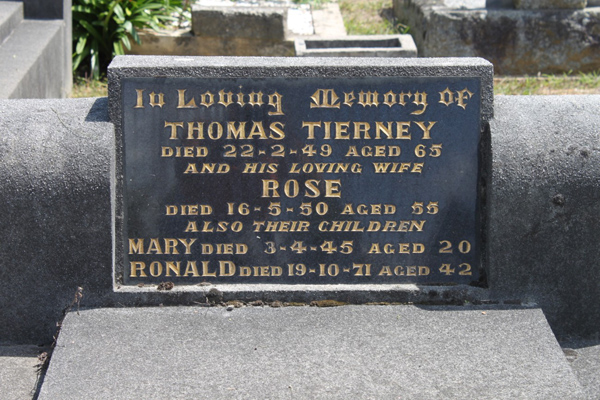 In Loving Memory of
THOMAS TIERNEY
DIED 22-2-49 AGED 65
AND HIS LOVING WIFE
ROSE
DIED 16-5-50 AGED 55
ALSO THEIR CHILDREN
MARY DIED 3-4-45 AGED 20
RONALD DIED 19-10-71 AGED 42